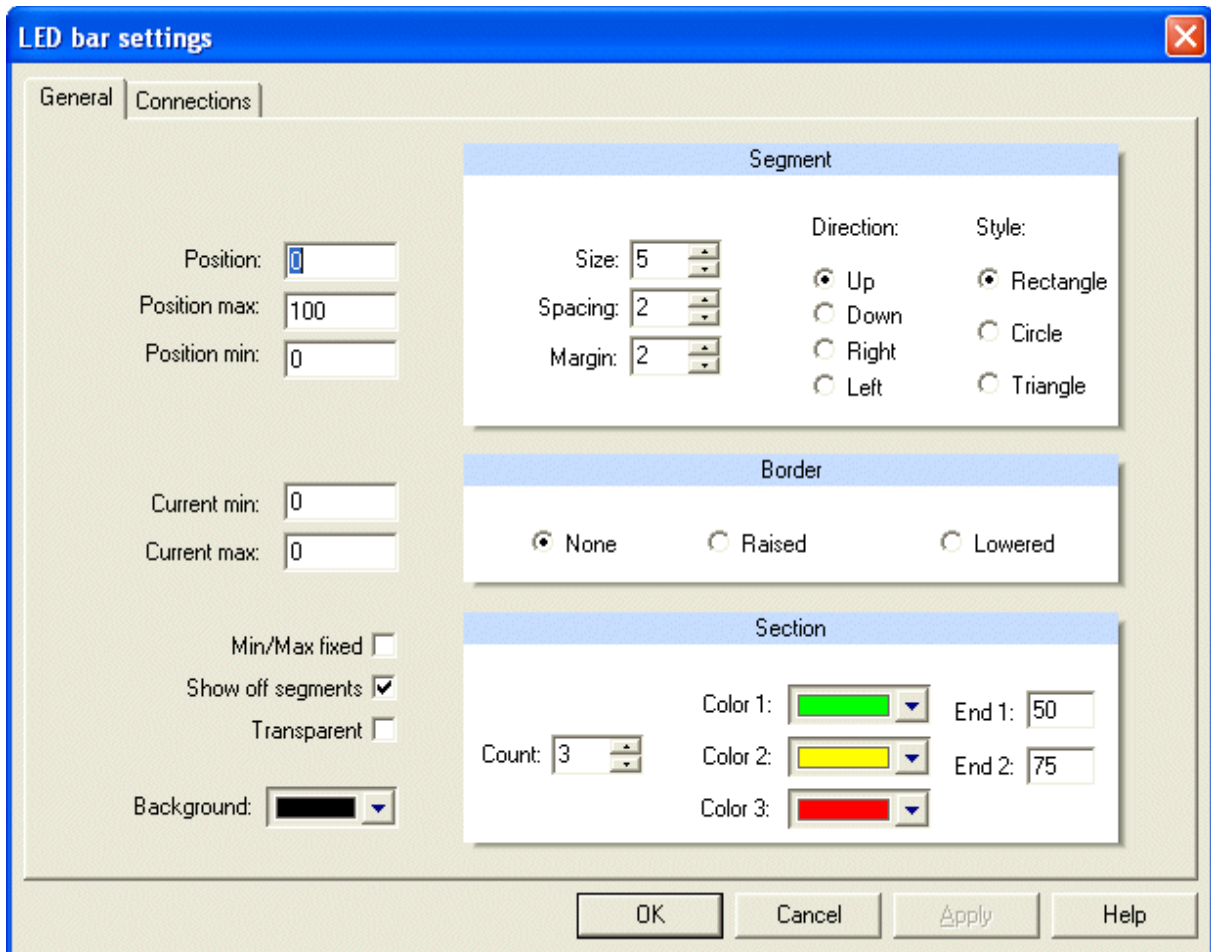 LED bar settings
General
Connections
Segment
Direction:
Style:
Position: 0
Size: 5
Up
Rectangle
Position max: 100
Spacing: 2
Down
Circle
Position min: 0
Margin: 2
Right
Left
Triangle
Border
Current min: 0
None
Raised
Lowered
Current max: 0
Section
Min/Max fixed
Show off segments
Transparent
Background:
Count: 3
Color 1:
End 1: 50
Color 2:
End 2: 75
Color 3:
OK
Cancel
Apply
Help